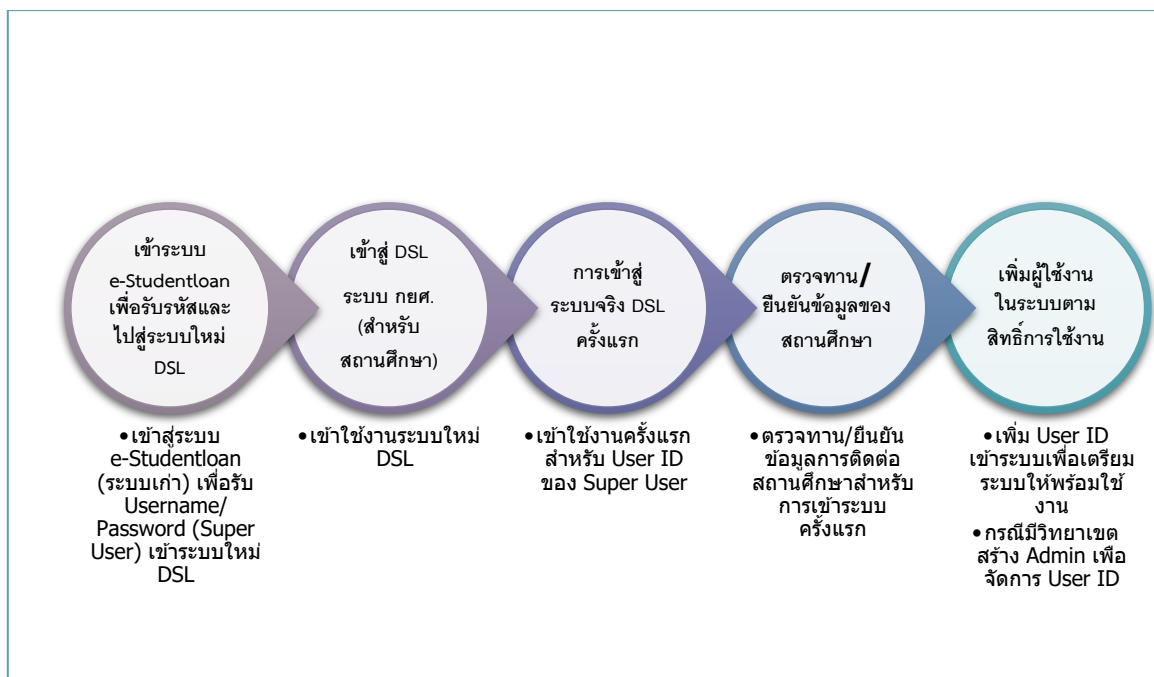 เข้าระบบ
e-Studentloan
เพื่อรับรหัสและ
ไปสู่ระบบใหม่
DSL
เข้าสู่ DSL
ระบบ กยศ.
(สำหรับ
สถานศึกษา)
การเข้าสู่
ระบบจริง DSL
ครั้งแรก
ตรวจทาน/
ยืนยันข้อมูลของ
สถานศึกษา
เพิ่มผู้ใช้งาน
ในระบบตาม
สิทธิ์การใช้งาน
•เข้าสู่ระบบ
e-Studentloan
(ระบบเก่า) เพื่อรับ
Username/
Password (Super
User) เข้าระบบใหม่
DSL
•เข้าใช้งานระบบใหม่
DSL
•เข้าใช้งานครั้งแรก
สำหรับ User ID
ของ Super User
•ตรวจทาน/ยืนยัน
ข้อมูลการติดต่อ
สถานศึกษาสำหรับ
การเข้าระบบ
ครั้งแรก
•เพิ่ม User ID
เข้าระบบเพื่อเตรียม
ระบบให้พร้อมใช้
งาน
•กรณีมีวิทยาเขต
สร้าง Admin เพือ
จัดการ User ID